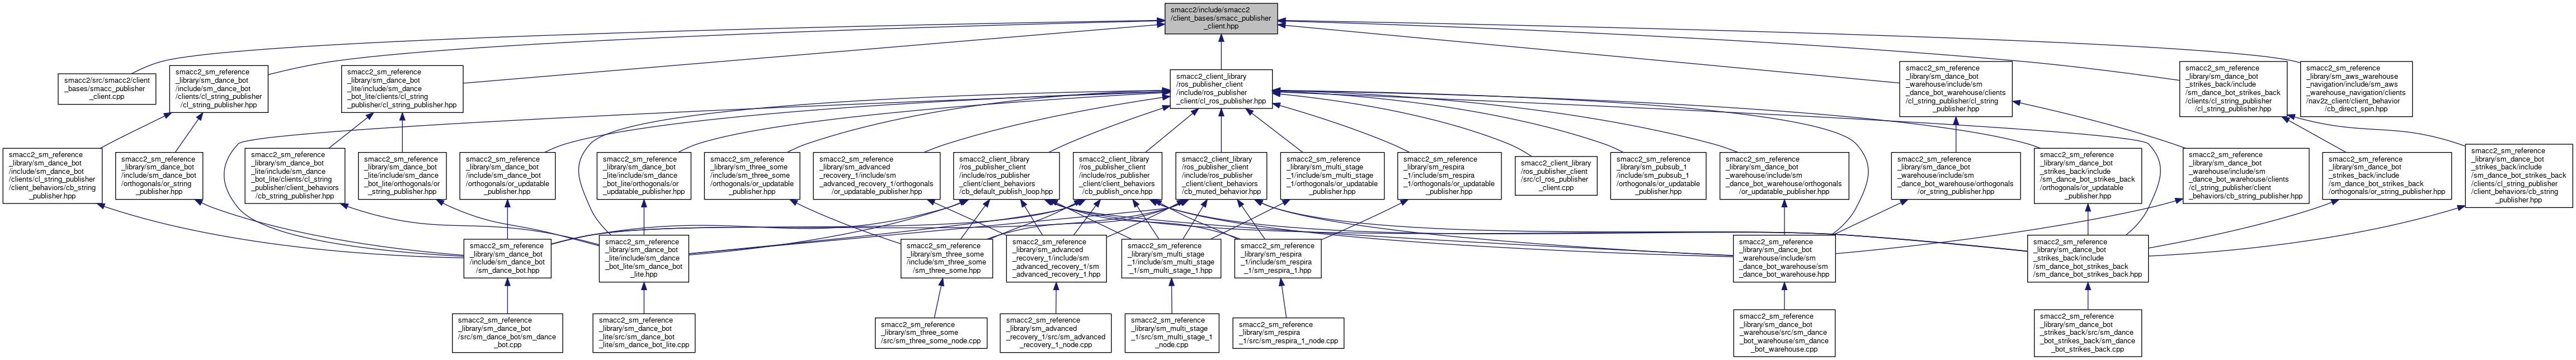 smacc2/include/smacc2
/client_bases/smacc_publisher
_client.hpp
smacc2/src/smacc2/client
_bases/smacc_publisher
_client.cpp
smacc2_sm_reference
_library/sm_dance_bot
/include/sm_dance_bot
/clients/cl_string_publisher
/cl_string_publisher.hpp
smacc2_sm_reference
_library/sm_dance_bot
_lite/include/sm_dance
_bot_lite/clients/cl_string
_publisher/cl_string_publisher.hpp
smacc2_client_library
/ros_publisher_client
/include/ros_publisher
_client/cl_ros_publisher.hpp
smacc2_sm_reference
_library/sm_dance_bot
_warehouse/include/sm
_dance_bot_warehouse/clients
/cl_string_publisher/cl_string
_publisher.hpp
smacc2_sm_reference
_library/sm_dance_bot
_strikes_back/include
/sm_dance_bot_strikes_back
/clients/cl_string_publisher
/cl_string_publisher.hpp
smacc2_sm_reference
_library/sm_aws_warehouse
_navigation/include/sm_aws
_warehouse_navigation/clients
/nav2z_client/client_behavior
/cb_direct_spin.hpp
smacc2_sm_reference
_library/sm_dance_bot
/include/sm_dance_bot
/clients/cl_string_publisher
/client_behaviors/cb_string
_publisher.hpp
smacc2_sm_reference
_library/sm_dance_bot
/include/sm_dance_bot
/orthogonals/or_string
_publisher.hpp
smacc2_sm_reference
_library/sm_dance_bot
_lite/include/sm_dance
_bot_lite/clients/cl_string
_publisher/client_behaviors
/cb_string_publisher.hpp
smacc2_sm_reference
_library/sm_dance_bot
_lite/include/sm_dance
_bot_lite/orthogonals/or
_string_publisher.hpp
smacc2_sm_reference
_library/sm_dance_bot
/include/sm_dance_bot
/orthogonals/or_updatable
_publisher.hpp
smacc2_sm_reference
_library/sm_dance_bot
_lite/include/sm_dance
_bot_lite/orthogonals/or
_updatable_publisher.hpp
smacc2_sm_reference
_library/sm_three_some
/include/sm_three_some
/orthogonals/or_updatable
_publisher.hpp
smacc2_sm_reference
_library/sm_advanced
_recovery_1/include/sm
_advanced_recovery_1/orthogonals
/or_updatable_publisher.hpp
smacc2_client_library
/ros_publisher_client
/include/ros_publisher
_client/client_behaviors
/cb_default_publish_loop.hpp
smacc2_client_library
/ros_publisher_client
/include/ros_publisher
_client/client_behaviors
/cb_publish_once.hpp
smacc2_client_library
/ros_publisher_client
/include/ros_publisher
_client/client_behaviors
/cb_muted_behavior.hpp
smacc2_sm_reference
_library/sm_multi_stage
_1/include/sm_multi_stage
_1/orthogonals/or_updatable
_publisher.hpp
smacc2_sm_reference
_library/sm_respira
_1/include/sm_respira
_1/orthogonals/or_updatable
_publisher.hpp
smacc2_client_library
/ros_publisher_client
/src/cl_ros_publisher
_client.cpp
smacc2_sm_reference
_library/sm_pubsub_1
/include/sm_pubsub_1
/orthogonals/or_updatable
_publisher.hpp
smacc2_sm_reference
_library/sm_dance_bot
_warehouse/include/sm
_dance_bot_warehouse/orthogonals
/or_updatable_publisher.hpp
smacc2_sm_reference
_library/sm_dance_bot
_warehouse/include/sm
_dance_bot_warehouse/orthogonals
/or_string_publisher.hpp
smacc2_sm_reference
_library/sm_dance_bot
_strikes_back/include
/sm_dance_bot_strikes_back
/orthogonals/or_updatable
_publisher.hpp
smacc2_sm_reference
_library/sm_dance_bot
_warehouse/include/sm
_dance_bot_warehouse/clients
/cl_string_publisher/client
_behaviors/cb_string_publisher.hpp
smacc2_sm_reference
_library/sm_dance_bot
_strikes_back/include
/sm_dance_bot_strikes_back
/orthogonals/or_string_publisher.hpp
smacc2_sm_reference
_library/sm_dance_bot
_strikes_back/include
/sm_dance_bot_strikes_back
/clients/cl_string_publisher
/client_behaviors/cb_string
_publisher.hpp
smacc2_sm_reference
_library/sm_dance_bot
/include/sm_dance_bot
/sm_dance_bot.hpp
smacc2_sm_reference
_library/sm_dance_bot
_lite/include/sm_dance
_bot_lite/sm_dance_bot
_lite.hpp
smacc2_sm_reference
_library/sm_three_some
/include/sm_three_some
/sm_three_some.hpp
smacc2_sm_reference
_library/sm_advanced
_recovery_1/include/sm
_advanced_recovery_1/sm
_advanced_recovery_1.hpp
smacc2_sm_reference
_library/sm_multi_stage
_1/include/sm_multi_stage
_1/sm_multi_stage_1.hpp
smacc2_sm_reference
_library/sm_respira
_1/include/sm_respira
_1/sm_respira_1.hpp
smacc2_sm_reference
_library/sm_dance_bot
_warehouse/include/sm
_dance_bot_warehouse/sm
_dance_bot_warehouse.hpp
smacc2_sm_reference
_library/sm_dance_bot
_strikes_back/include
/sm_dance_bot_strikes_back
/sm_dance_bot_strikes_back.hpp
smacc2_sm_reference
_library/sm_dance_bot
/src/sm_dance_bot/sm_dance
_bot.cpp
smacc2_sm_reference
_library/sm_dance_bot
_lite/src/sm_dance_bot
_lite/sm_dance_bot_lite.cpp
smacc2_sm_reference
_library/sm_three_some
/src/sm_three_some_node.cpp
smacc2_sm_reference
_library/sm_advanced
_recovery_1/src/sm_advanced
_recovery_1_node.cpp
smacc2_sm_reference
_library/sm_multi_stage
_1/src/sm_multi_stage_1
_node.cpp
smacc2_sm_reference
_library/sm_respira
_1/src/sm_respira_1_node.cpp
smacc2_sm_reference
_library/sm_dance_bot
_warehouse/src/sm_dance
_bot_warehouse/sm_dance
_bot_warehouse.cpp
smacc2_sm_reference
_library/sm_dance_bot
_strikes_back/src/sm_dance
_bot_strikes_back/sm_dance
_bot_strikes_back.cpp